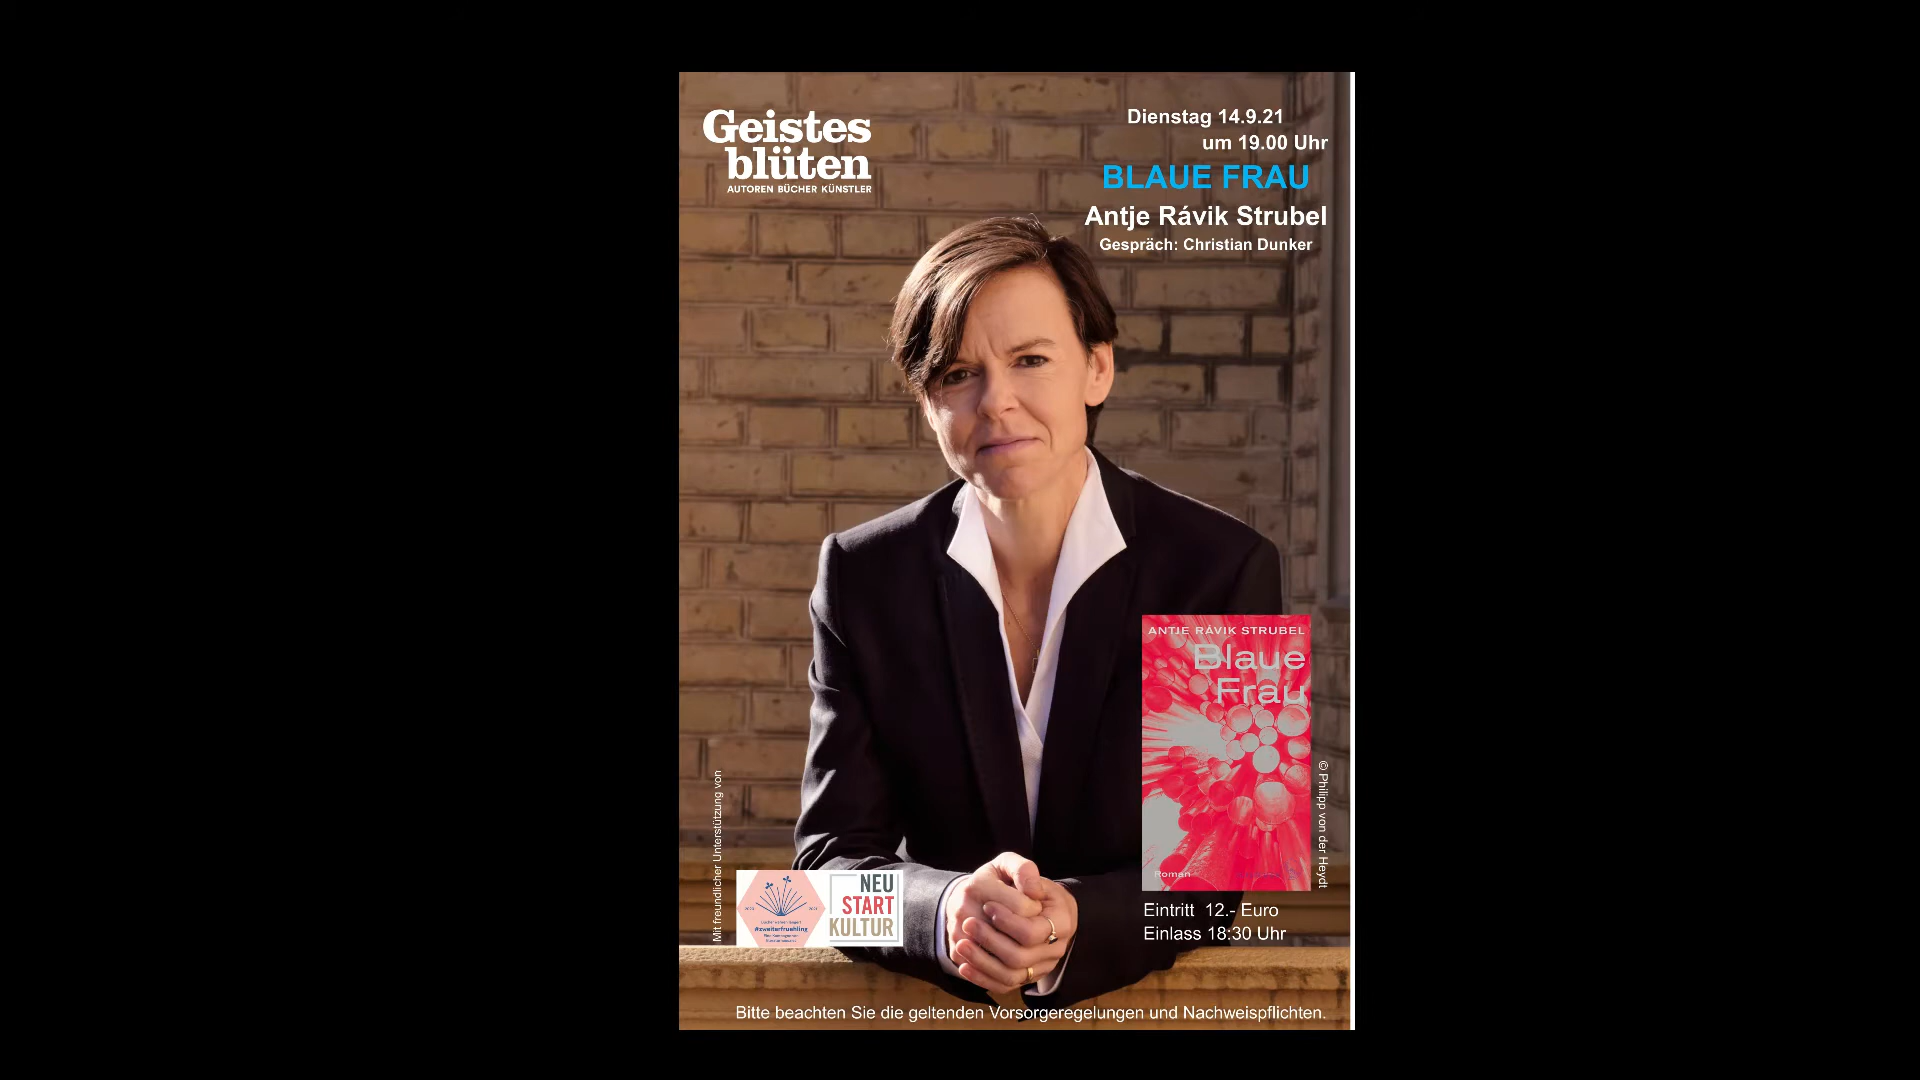 Geistes
blüten
AUTOREN BÜCHER KÜNSTLER
Dienstag 14.9.21
um 19.00 Uhr
BLAUE FRAU
Antje Rávik Strubel
Gespräch: Christian Dunker
ANTJE RÁVIK STRUBEL
Blaue
Frau
Roman
© Philipp von der Heydt
Mit freundlicher Unterstützung von
#zweiterfruehling
NEU
START
KULTUR
Eintritt 12.- Euro
Einlass 18:30 Uhr
Bitte beachten Sie die geltenden Vorsorgeregelungen und Nachweispflichten.